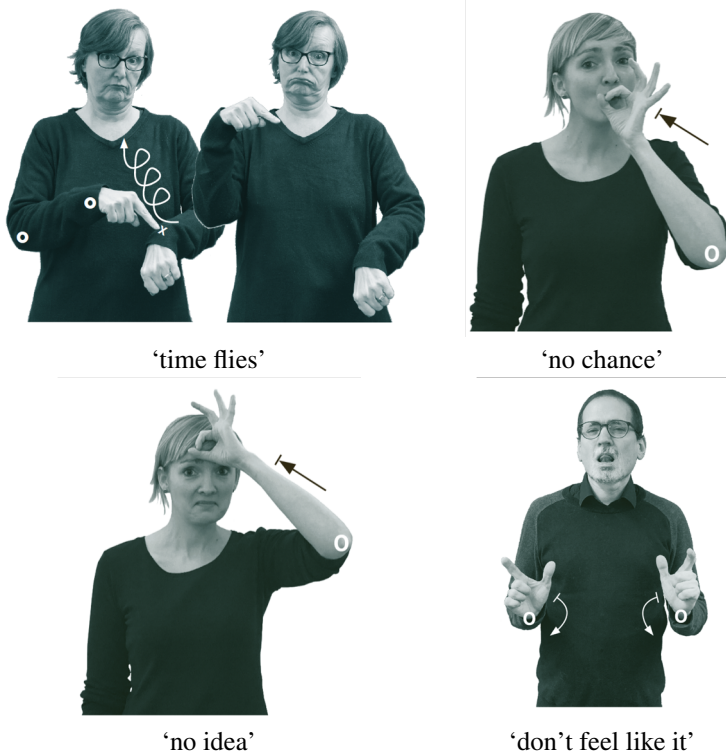 ‘time flies’
‘no chance’
‘no idea’
‘don’t feel like it’